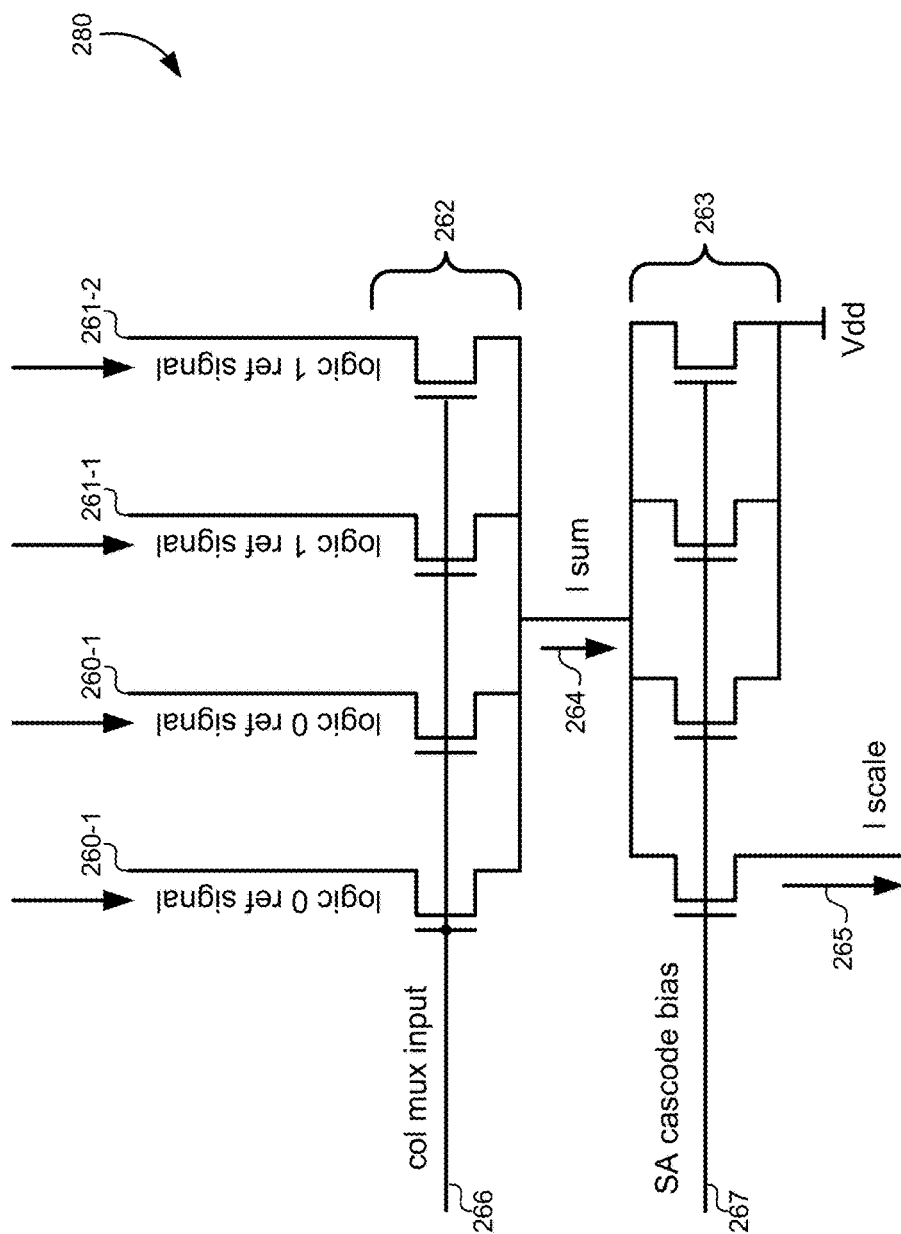 280
260-1
260-1
261-1
261-2
logic 0 ref signal
logic 0 ref signal
logic 1 ref signal
logic 1 ref signal
262
col mux input
266
I sum
264
263
SA cascode bias
267
Vdd
I scale
265